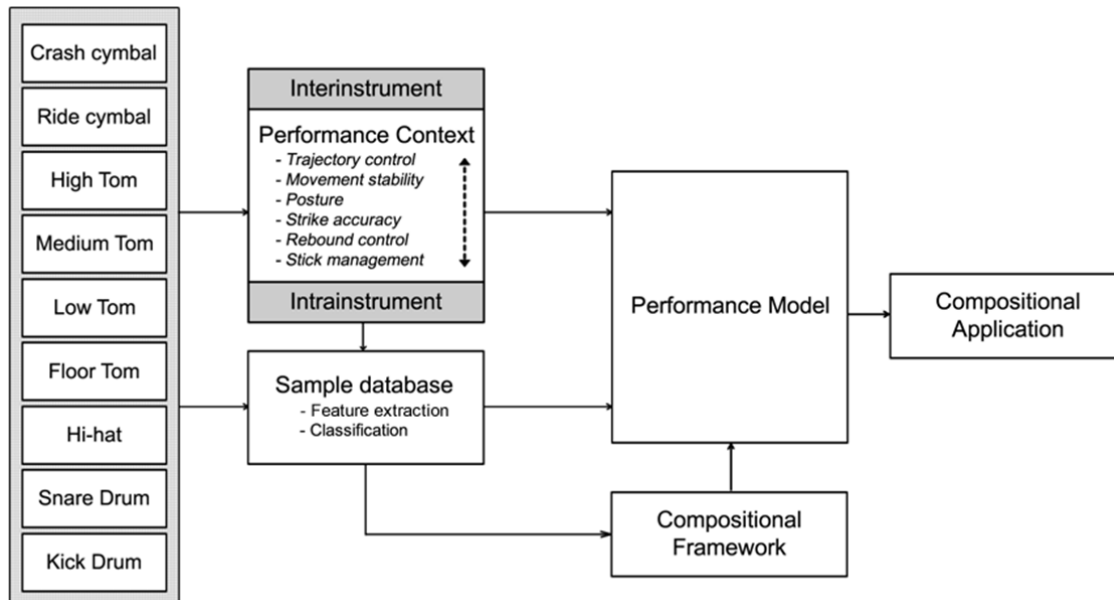 Crash cymbal
Ride cymbal
High Tom
Medium Tom
Low Tom
Floor Tom
Hi-hat
Snare Drum
Kick Drum
Interinstrument
Performance Context
- Trajectory control
- Movement stability
- Posture
- Strike accuracy
- Rebound control
- Stick management
Intrainstrument
Sample database
- Feature extraction
- Classification
Performance Model
Compositional
Framework
Compositional
Application